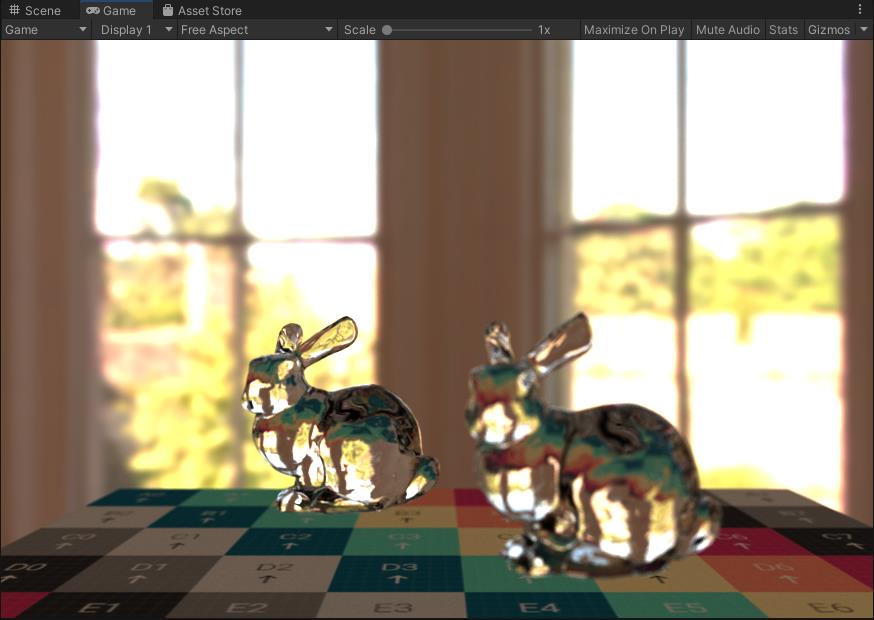 Scene Game Asset Store
Game Display 1 Free Aspect Scale 1x Maximize On Play Mute Audio Stats Gizmos
B1 B3
C0 C1 C2 C3 C6 C7
D0 D1 D2 D3 D6
E1 E2 E3 E4 E5 E6